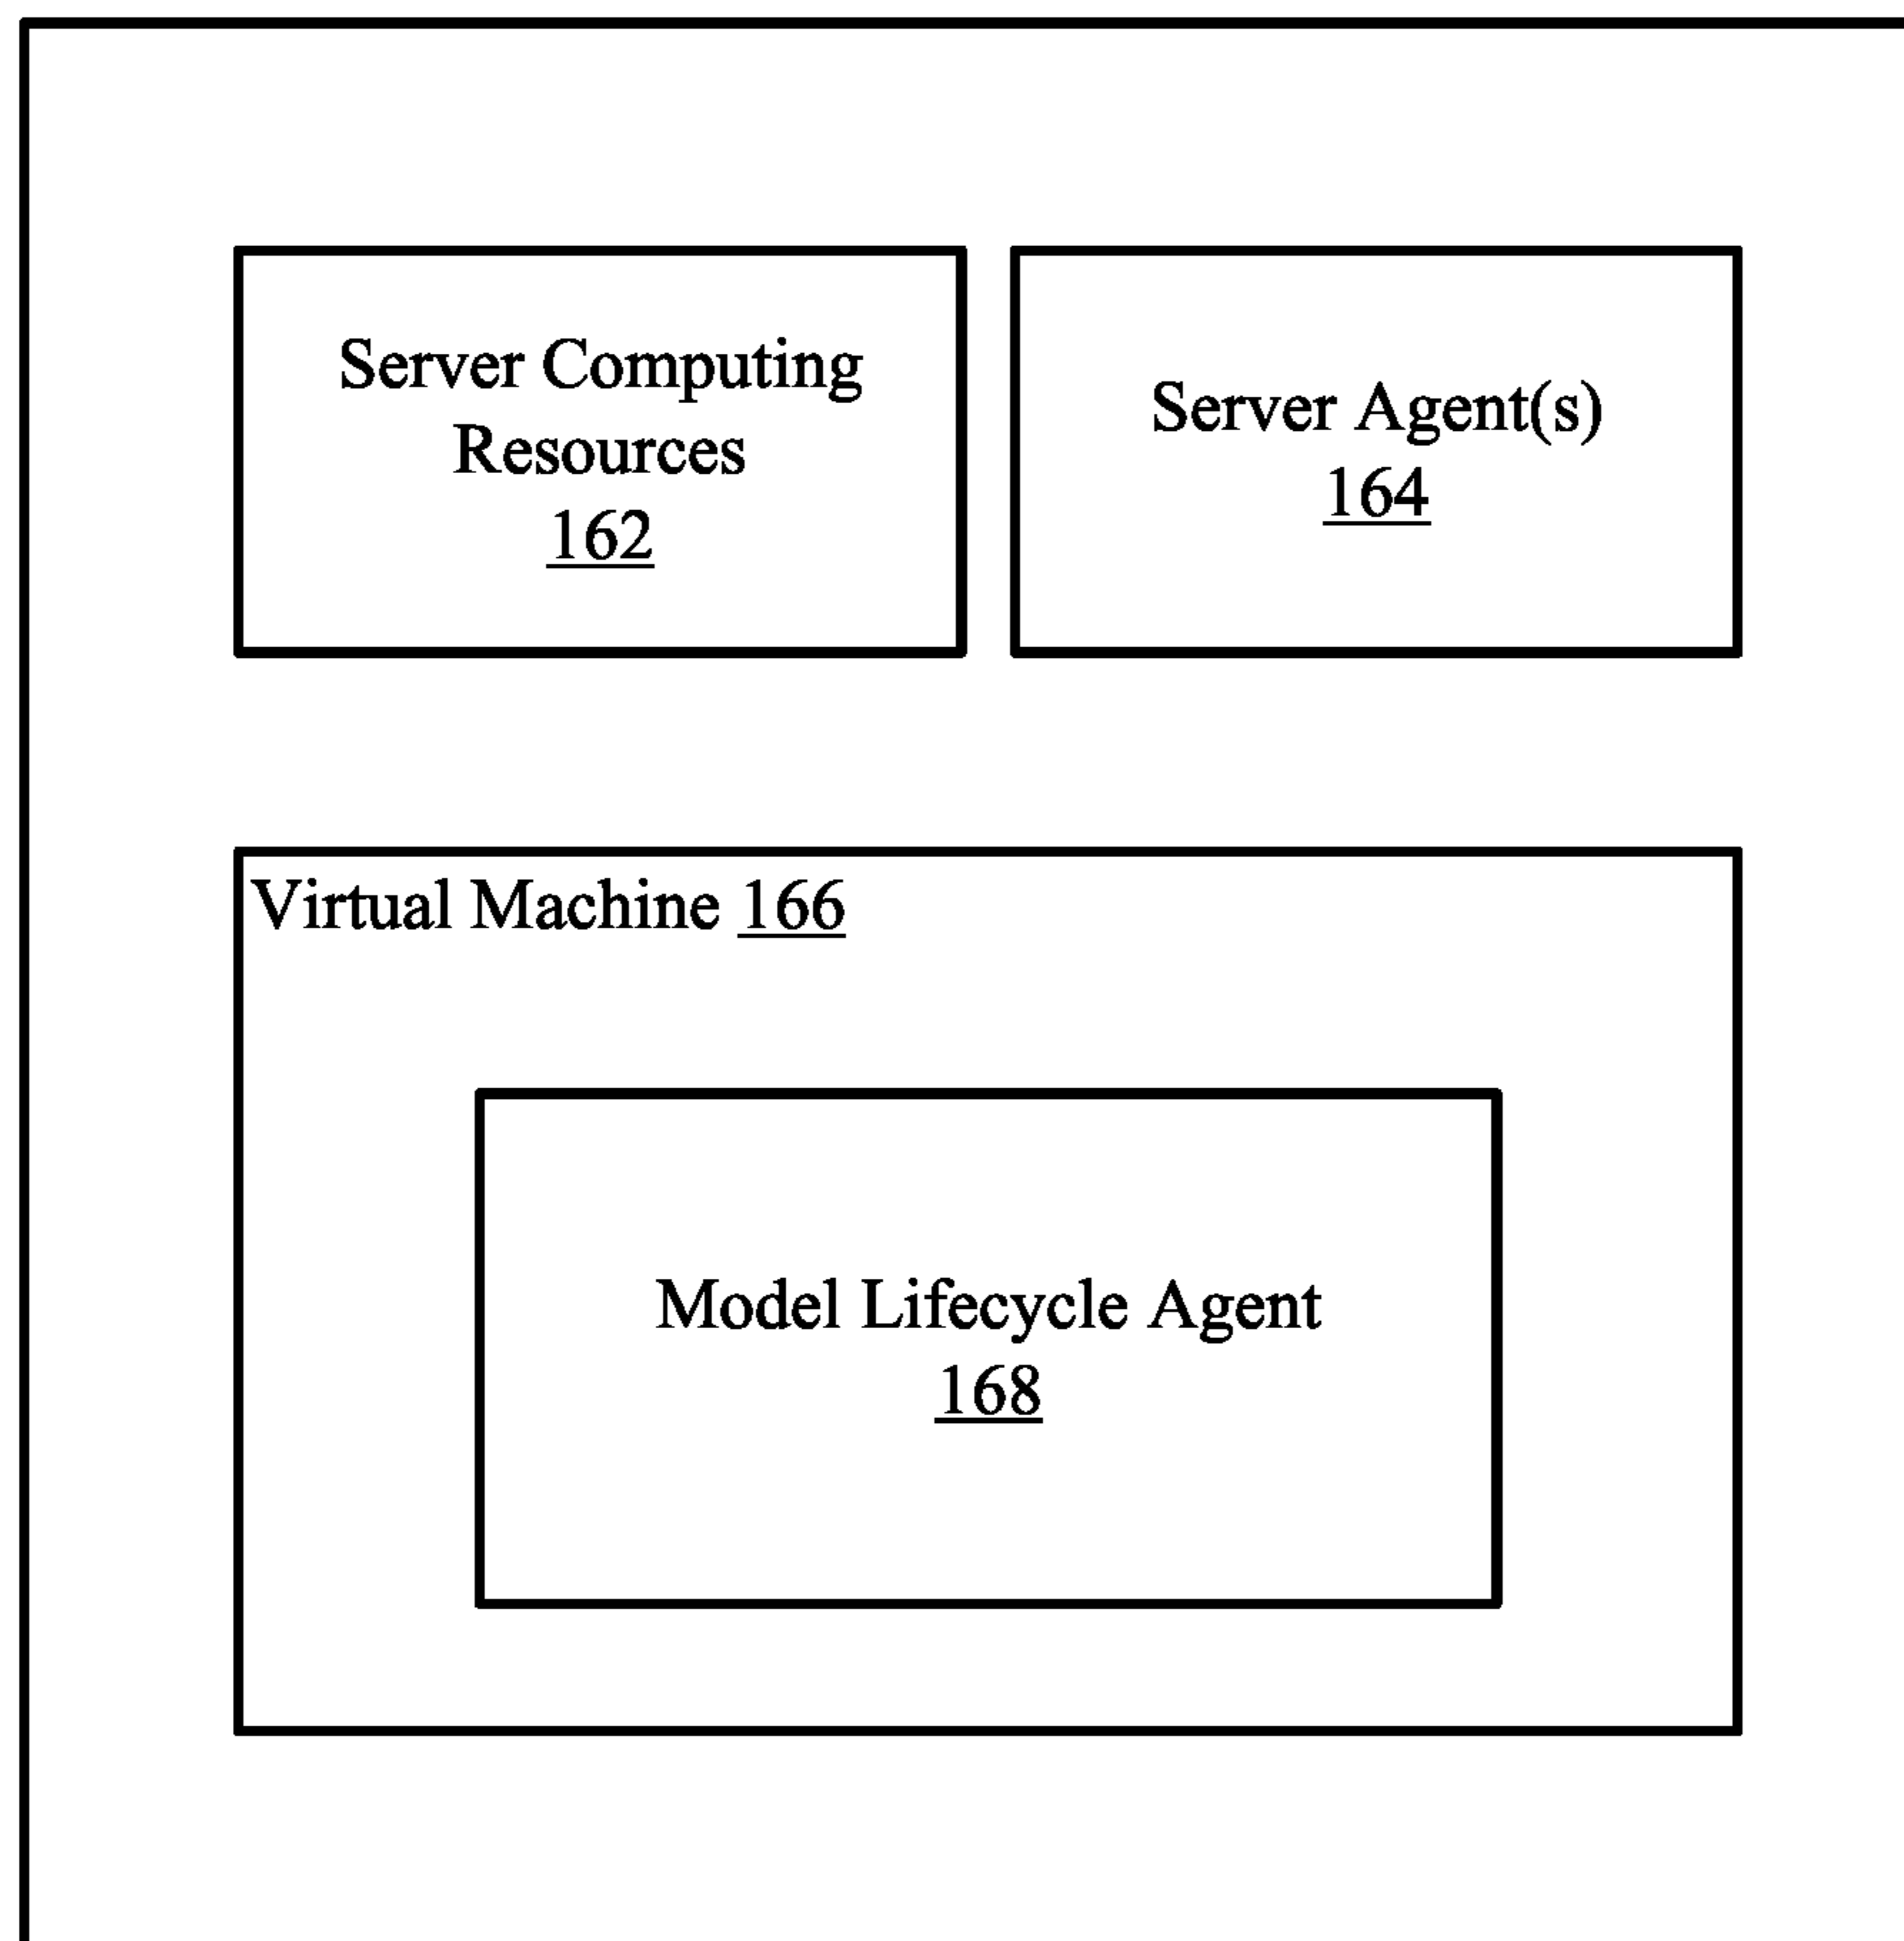 Server Computing
Resources
162
Server Agent(s)
164
Virtual Machine 166
Model Lifecycle Agent
168